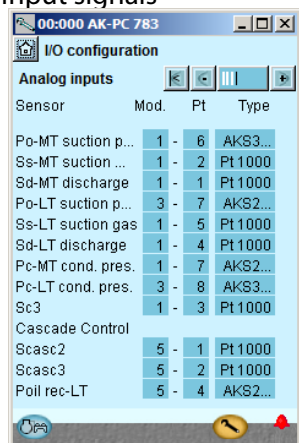 input signals
00:000 AK-PC 783
I/O configuration
Analog inputs
Sensor Mod. Pt Type
Po-MT suction p... 1 - 6 AKS3...
Ss-MT suction ... 1 - 2 Pt1000
Sd-MT discharge 1 - 1 Pt1000
Po-LT suction p... 3 - 7 AKS2...
Ss-LT suction gas 1 - 5 Pt1000
Sd-LT discharge 1 - 4 Pt1000
Pc-MT cond. pres. 1 - 7 AKS2...
Pc-LT cond. pres. 3 - 8 AKS3...
Sc3 1 - 3 Pt1000
Cascade Control
Scasc2 5 - 1 Pt1000
Scasc3 5 - 2 Pt1000
Poil rec-LT 5 - 4 AKS2...